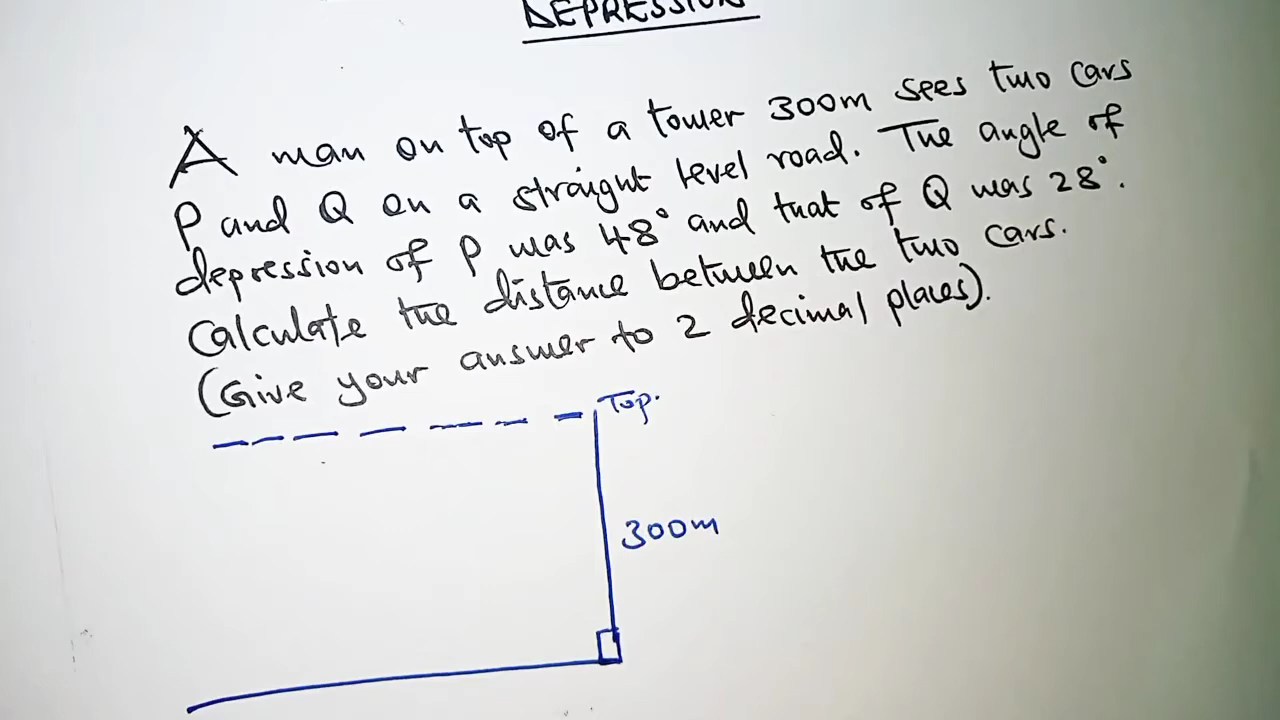 DEPRESSION
A man on top of a tower 300m sees two cars
P and Q on a straight level road. The angle of
depression of P was 48° and that of Q was 28°.
Calculate the distance between the two cars.
(Give your answer to 2 decimal places).
Top.
300m